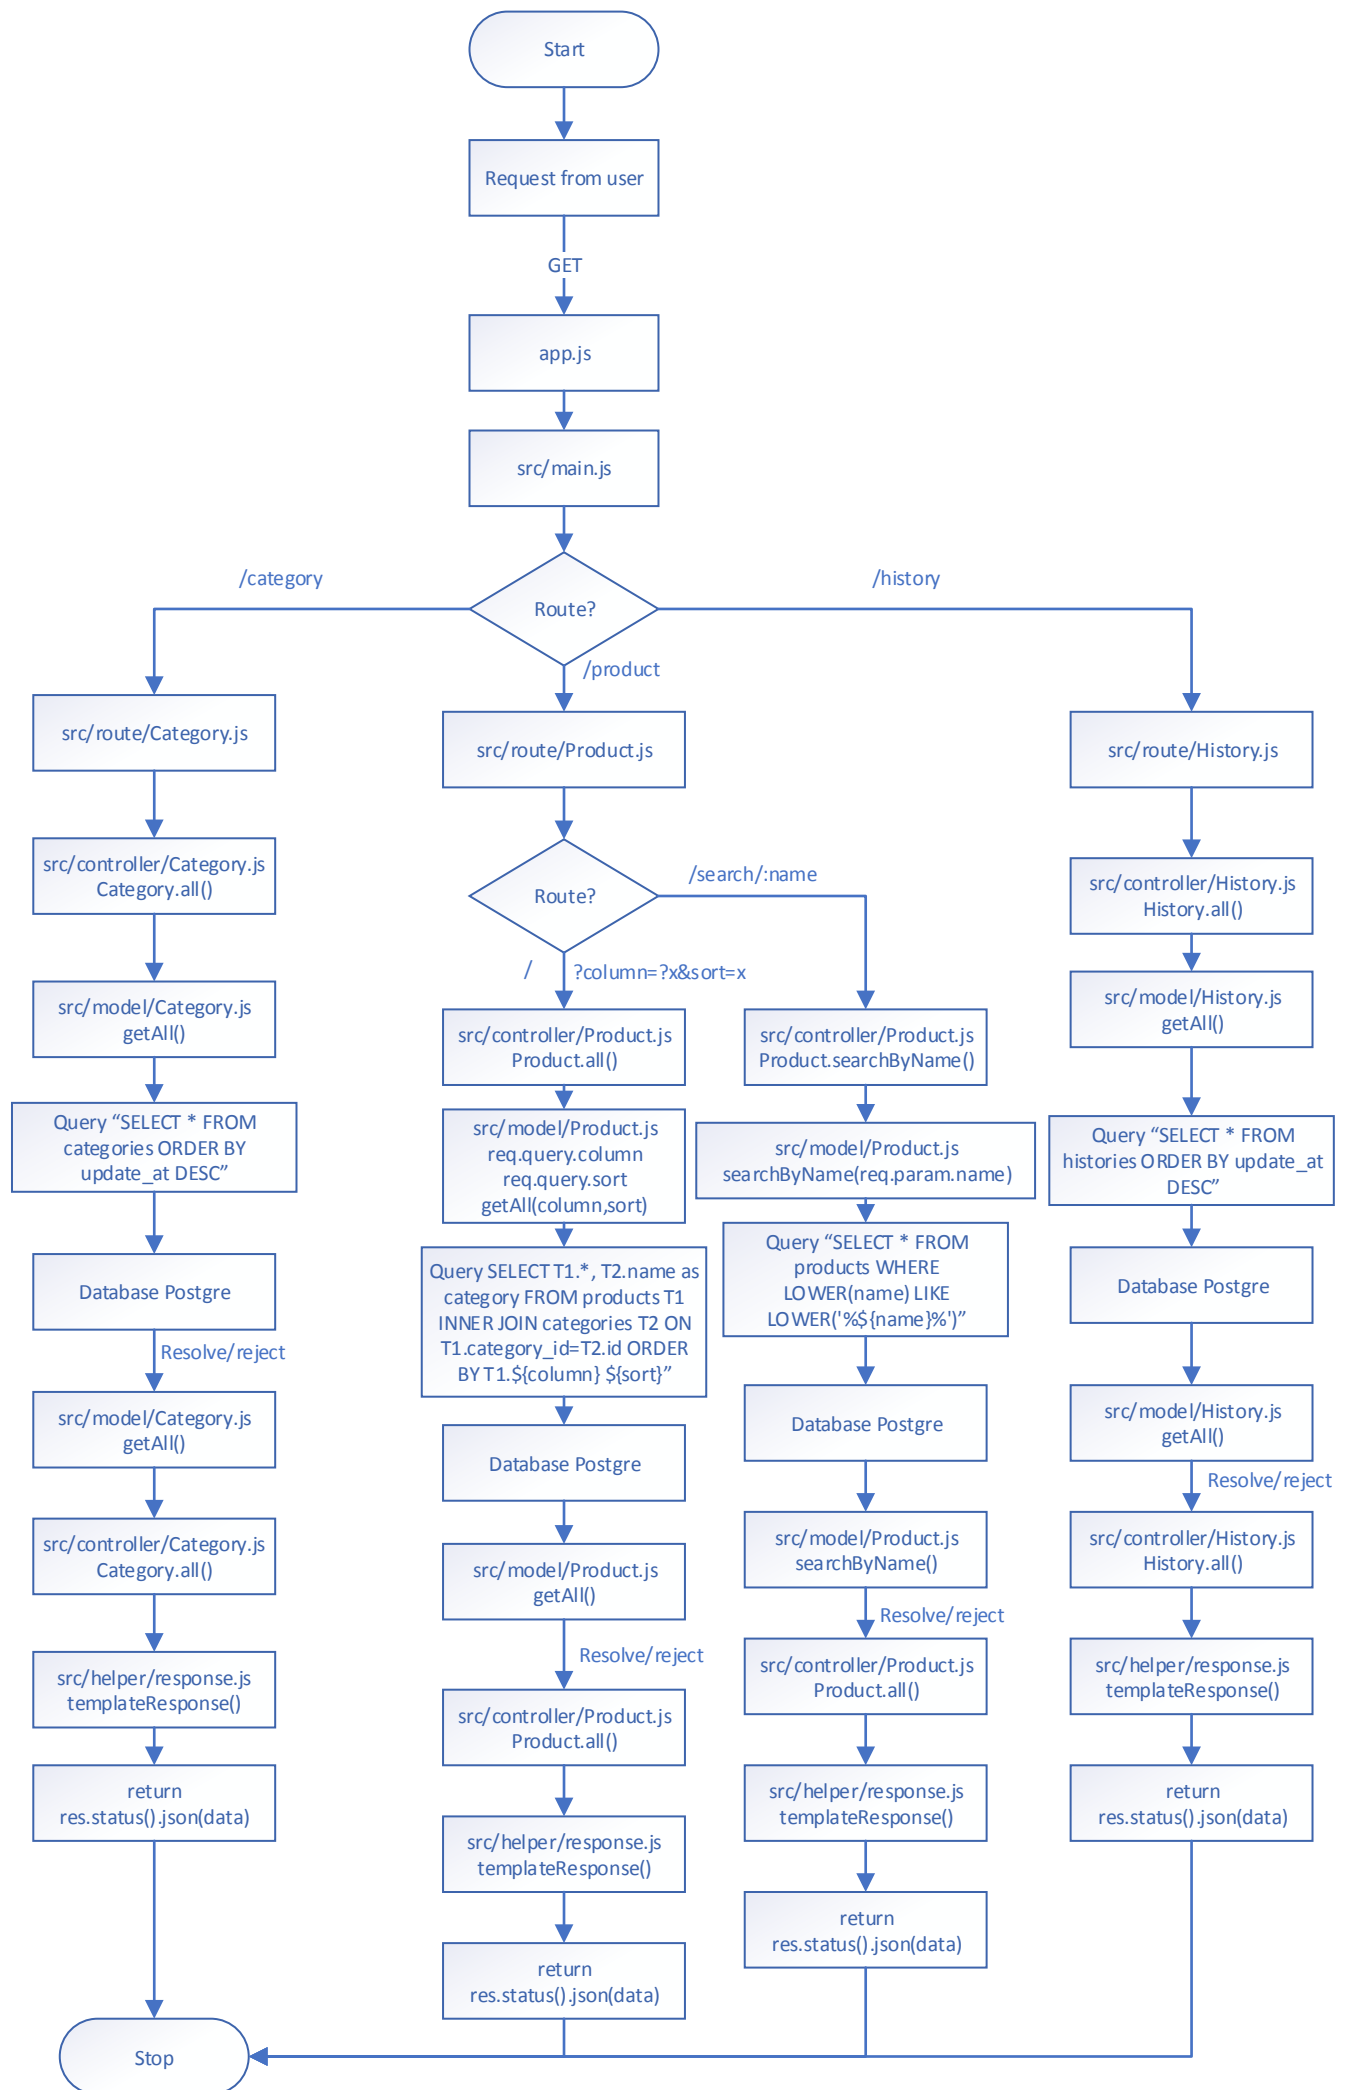 Start
Request from user
GET
app.js
src/main.js
Route?
/category
/history
/product
src/route/Category.js
src/controller/Category.js
Category.all()
src/model/Category.js
getAll()
Query “SELECT * FROM
categories ORDER BY
update_at DESC”
Database Postgre
Resolve/reject
src/model/Category.js
getAll()
src/controller/Category.js
Category.all()
src/helper/response.js
templateResponse()
return
res.status().json(data)
src/route/Product.js
Route?
/search/:name
/
?column=?x&sort=x
src/controller/Product.js
Product.all()
src/model/Product.js
req.query.column
req.query.sort
getAll(column,sort)
Query SELECT T1.*, T2.name as
category FROM products T1
INNER JOIN categories T2 ON
T1.category_id=T2.id ORDER
BY T1.${column} ${sort}”
Database Postgre
src/model/Product.js
getAll()
Resolve/reject
src/controller/Product.js
Product.all()
src/helper/response.js
templateResponse()
return
res.status().json(data)
src/controller/Product.js
Product.searchByName()
src/model/Product.js
searchByName(req.param.name)
Query “SELECT * FROM
products WHERE
LOWER(name) LIKE
LOWER('%${name}%')”
Database Postgre
src/model/Product.js
searchByName()
Resolve/reject
src/controller/Product.js
Product.all()
src/helper/response.js
templateResponse()
return
res.status().json(data)
src/route/History.js
src/controller/History.js
History.all()
src/model/History.js
getAll()
Query “SELECT * FROM
histories ORDER BY update_at
DESC”
Database Postgre
src/model/History.js
getAll()
Resolve/reject
src/controller/History.js
History.all()
src/helper/response.js
templateResponse()
return
res.status().json(data)
Stop